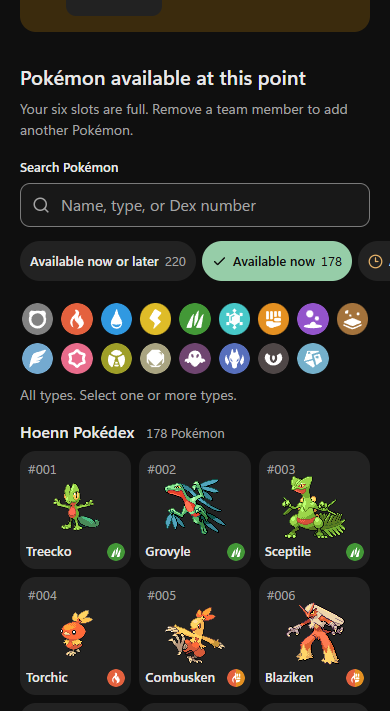 Pokémon available at this point
Your six slots are full. Remove a team member to add
another Pokémon.
Search Pokémon
Name, type, or Dex number
Available now or later 220
Available now 178
All types. Select one or more types.
Hoenn Pokédex 178 Pokémon
#001
#002
#003
Treecko
Grovyle
Sceptile
#004
#005
#006
Torchic
Combusken
Blaziken